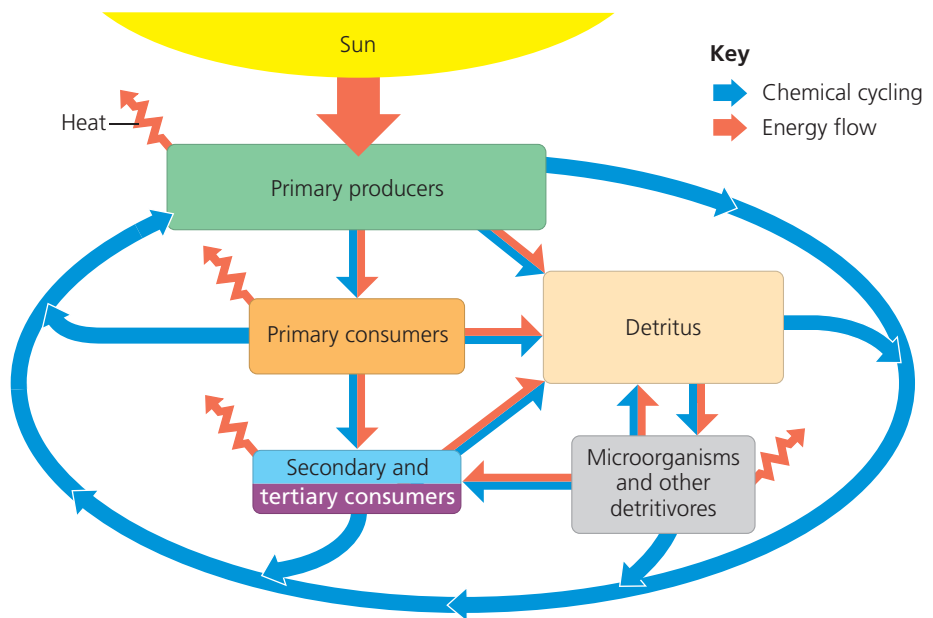 Sun
Key
Chemical cycling
Energy flow
Heat
Primary producers
Primary consumers
Detritus
Secondary and
tertiary consumers
Microorganisms
and other
detritivores